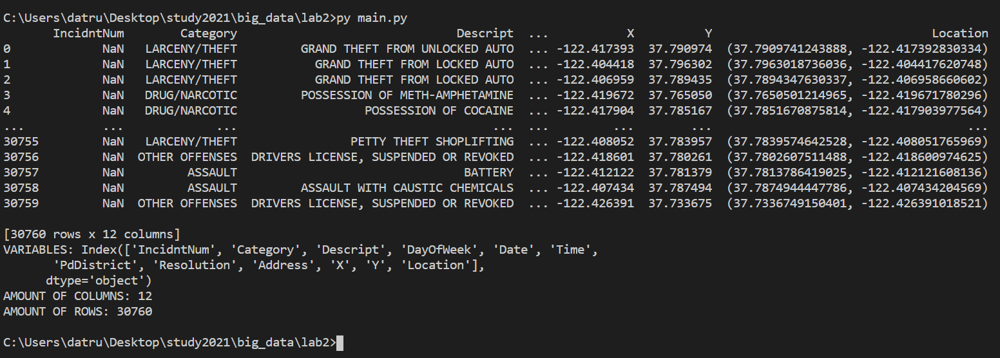 C:\Users\datru\Desktop\study2021\big_data\lab2>py main.py
       IncidntNum        Category                             Descript  ...           X          Y                               Location
0             NaN   LARCENY/THEFT         GRAND THEFT FROM UNLOCKED AUTO  ... -122.417393  37.790974  (37.7909741243888, -122.417392830334)
1             NaN   LARCENY/THEFT           GRAND THEFT FROM LOCKED AUTO  ... -122.404418  37.796302  (37.7963018736036, -122.404417620748)
2             NaN   LARCENY/THEFT           GRAND THEFT FROM LOCKED AUTO  ... -122.406959  37.789435  (37.7894347630337, -122.406958660602)
3             NaN   DRUG/NARCOTIC         POSSESSION OF METH-AMPHETAMINE  ... -122.419672  37.765050  (37.7650501214965, -122.419671780296)
4             NaN   DRUG/NARCOTIC                  POSSESSION OF COCAINE  ... -122.417904  37.785167  (37.7851670875814, -122.417903977564)
...           ...             ...                                    ...  ...         ...        ...                                    ...
30755         NaN   LARCENY/THEFT                PETTY THEFT SHOPLIFTING  ... -122.408052  37.783957  (37.7839574642528, -122.408051765969)
30756         NaN  OTHER OFFENSES  DRIVERS LICENSE, SUSPENDED OR REVOKED  ... -122.418601  37.780261  (37.7802607511488, -122.418600974625)
30757         NaN         ASSAULT                                BATTERY  ... -122.412122  37.781379  (37.7813786419025, -122.412121608136)
30758         NaN         ASSAULT         ASSAULT WITH CAUSTIC CHEMICALS  ... -122.407434  37.787494  (37.7874944447786, -122.407434204569)
30759         NaN  OTHER OFFENSES  DRIVERS LICENSE, SUSPENDED OR REVOKED  ... -122.426391  37.733675  (37.7336749150401, -122.426391018521)

[30760 rows x 12 columns]
VARIABLES: Index(['IncidntNum', 'Category', 'Descript', 'DayOfWeek', 'Date', 'Time',
       'PdDistrict', 'Resolution', 'Address', 'X', 'Y', 'Location'],
      dtype='object')
AMOUNT OF COLUMNS: 12
AMOUNT OF ROWS: 30760

C:\Users\datru\Desktop\study2021\big_data\lab2>